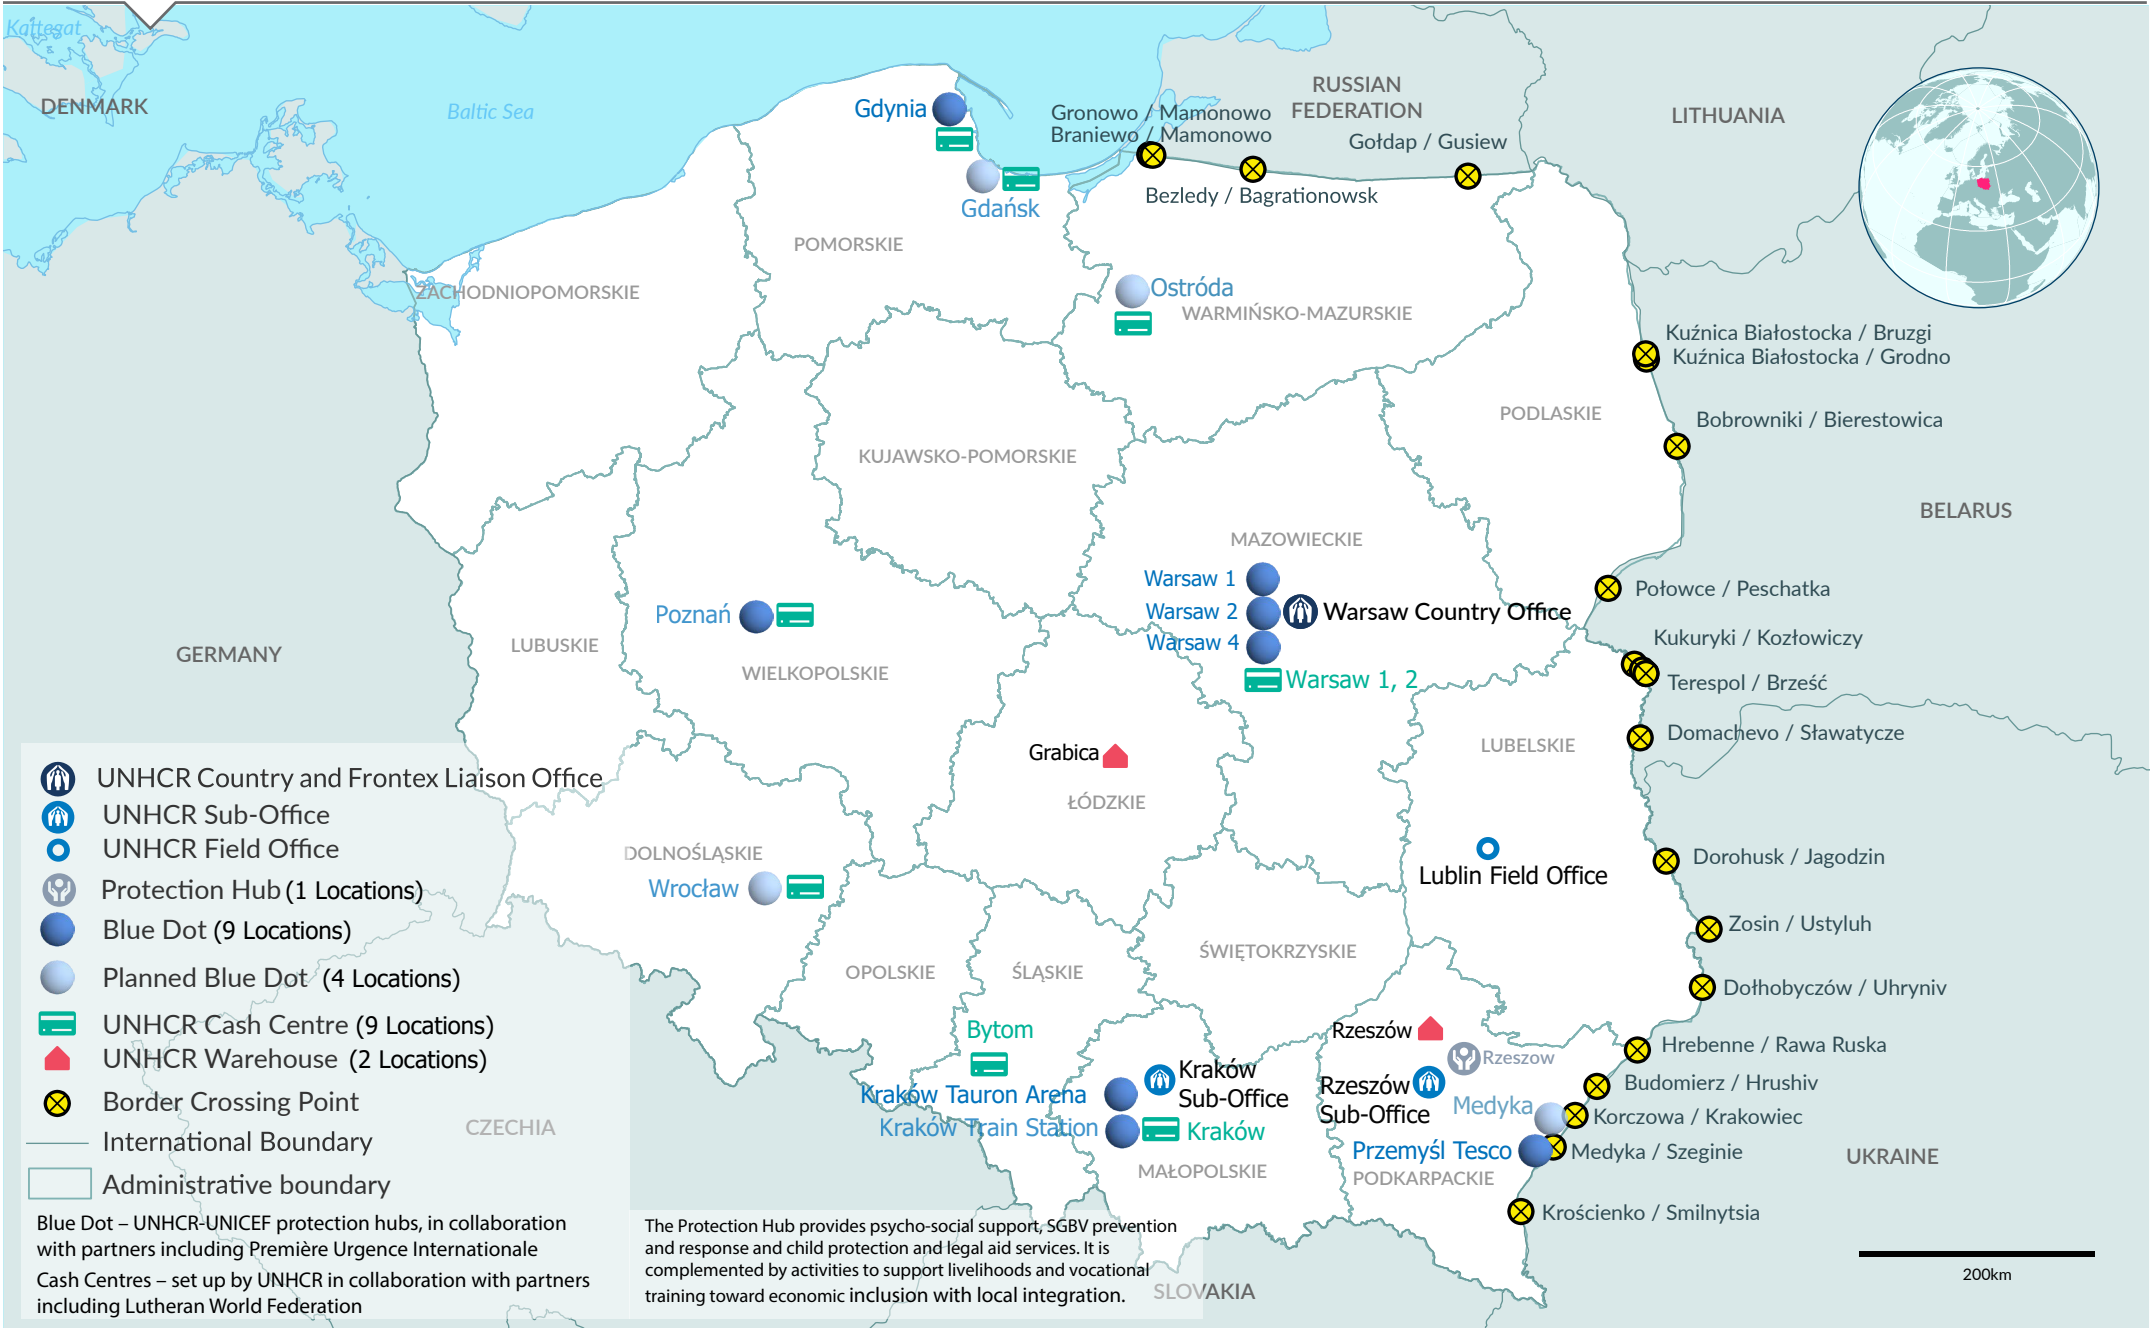 Kattegat
DENMARK
Baltic Sea
RUSSIAN
FEDERATION
LITHUANIA
Gdynia
Gronowo / Mamonowo
Braniewo / Mamonowo
Gołdap / Gusiew
Bezledy / Bagrationowsk
Gdańsk
POMORSKIE
ZACHODNIOPOMORSKIE
Ostróda
WARMIŃSKO-MAZURSKIE
Kuźnica Białostocka / Bruzgi
Kuźnica Białostocka / Grodno
PODLASKIE
Bobrowniki / Bierestowica
KUJAWSKO-POMORSKIE
BELARUS
MAZOWIECKIE
Warsaw 1
Warsaw 2
Warsaw Country Office
Warsaw 4
Warsaw 1, 2
Połowce / Peschatka
Poznań
LUBUSKIE
WIELKOPOLSKIE
GERMANY
Kukuryki / Kozłowiczy
Terespol / Brześć
Domachevo / Sławatycze
LUBELSKIE
Grabica
ŁÓDZKIE
UNHCR Country and Frontex Liaison Office
UNHCR Sub-Office
UNHCR Field Office
Protection Hub (1 Locations)
Blue Dot (9 Locations)
Planned Blue Dot (4 Locations)
UNHCR Cash Centre (9 Locations)
UNHCR Warehouse (2 Locations)
Border Crossing Point
International Boundary
Administrative boundary
Blue Dot – UNHCR-UNICEF protection hubs, in collaboration
with partners including Première Urgence Internationale
Cash Centres – set up by UNHCR in collaboration with partners
including Lutheran World Federation
DOLNOŚLĄSKIE
Wrocław
Lublin Field Office
Dorohusk / Jagodzin
Zosin / Ustyluh
ŚWIĘTOKRZYSKIE
OPOLSKIE
ŚLĄSKIE
Dołhobyczów / Uhryniv
Bytom
Rzeszów
Rzeszow
Hrebenne / Rawa Ruska
Kraków
Sub-Office
Kraków Tauron Arena
Rzeszów
Sub-Office
Budomierz / Hrushiv
Medyka
Korczowa / Krakowiec
CZECHIA
Kraków Train Station
Kraków
Przemyśl Tesco
Medyka / Szeginie
UKRAINE
MAŁOPOLSKIE
PODKARPACKIE
Krościenko / Smilnytsia
The Protection Hub provides psycho-social support, SGBV prevention
and response and child protection and legal aid services. It is
complemented by activities to support livelihoods and vocational
training toward economic inclusion with local integration.
SLOVAKIA
200km